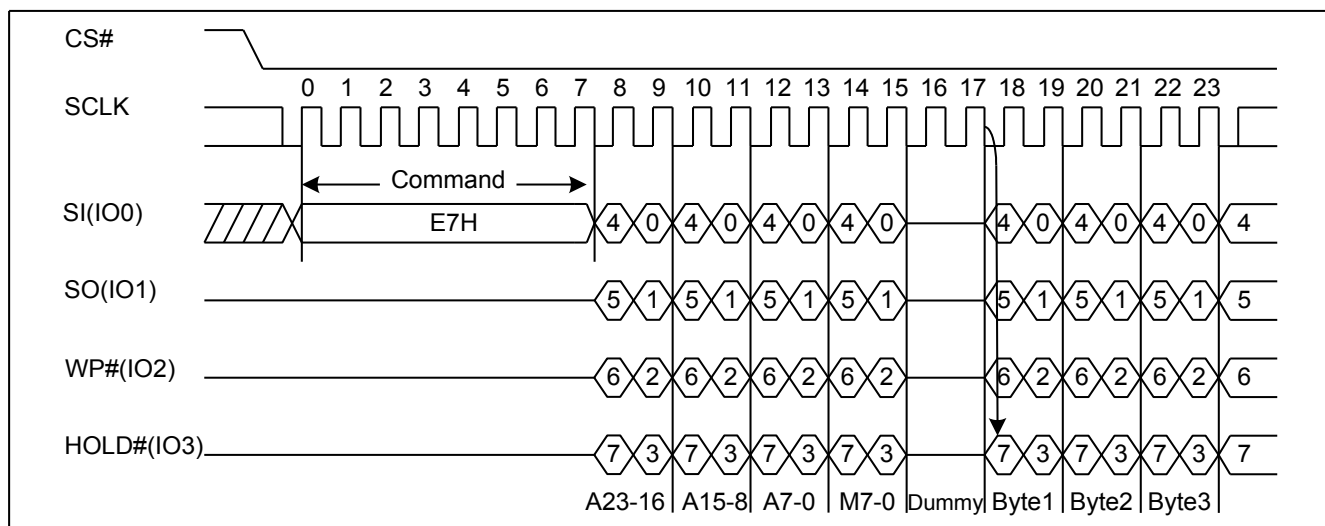 CS#
0 1 2 3 4 5 6 7 8 9 10 11 12 13 14 15 16 17 18 19 20 21 22 23
SCLK
Command
SI(IO0) E7H 4 0 4 0 4 0 4 0 4 0 4 0 4 0 4
SO(IO1) 5 1 5 1 5 1 5 1 5 1 5 1 5 1 5
WP#(IO2) 6 2 6 2 6 2 6 2 6 2 6 2 6 2 6
HOLD#(IO3) 7 3 7 3 7 3 7 3 7 3 7 3 7 3 7
A23-16 A15-8 A7-0 M7-0 Dummy Byte1 Byte2 Byte3